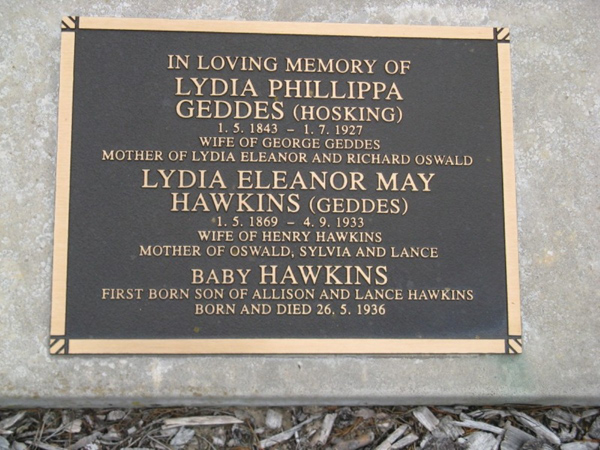 IN LOVING MEMORY OF
LYDIA PHILLIPPA
GEDDES (HOSKING)
1. 5. 1843 – 1. 7. 1927
WIFE OF GEORGE GEDDES
MOTHER OF LYDIA ELEANOR AND RICHARD OSWALD
LYDIA ELEANOR MAY
HAWKINS (GEDDES)
1. 5. 1869 – 4. 9. 1933
WIFE OF HENRY HAWKINS
MOTHER OF OSWALD, SYLVIA AND LANCE
BABY HAWKINS
FIRST BORN SON OF ALLISON AND LANCE HAWKINS
BORN AND DIED 26. 5. 1936